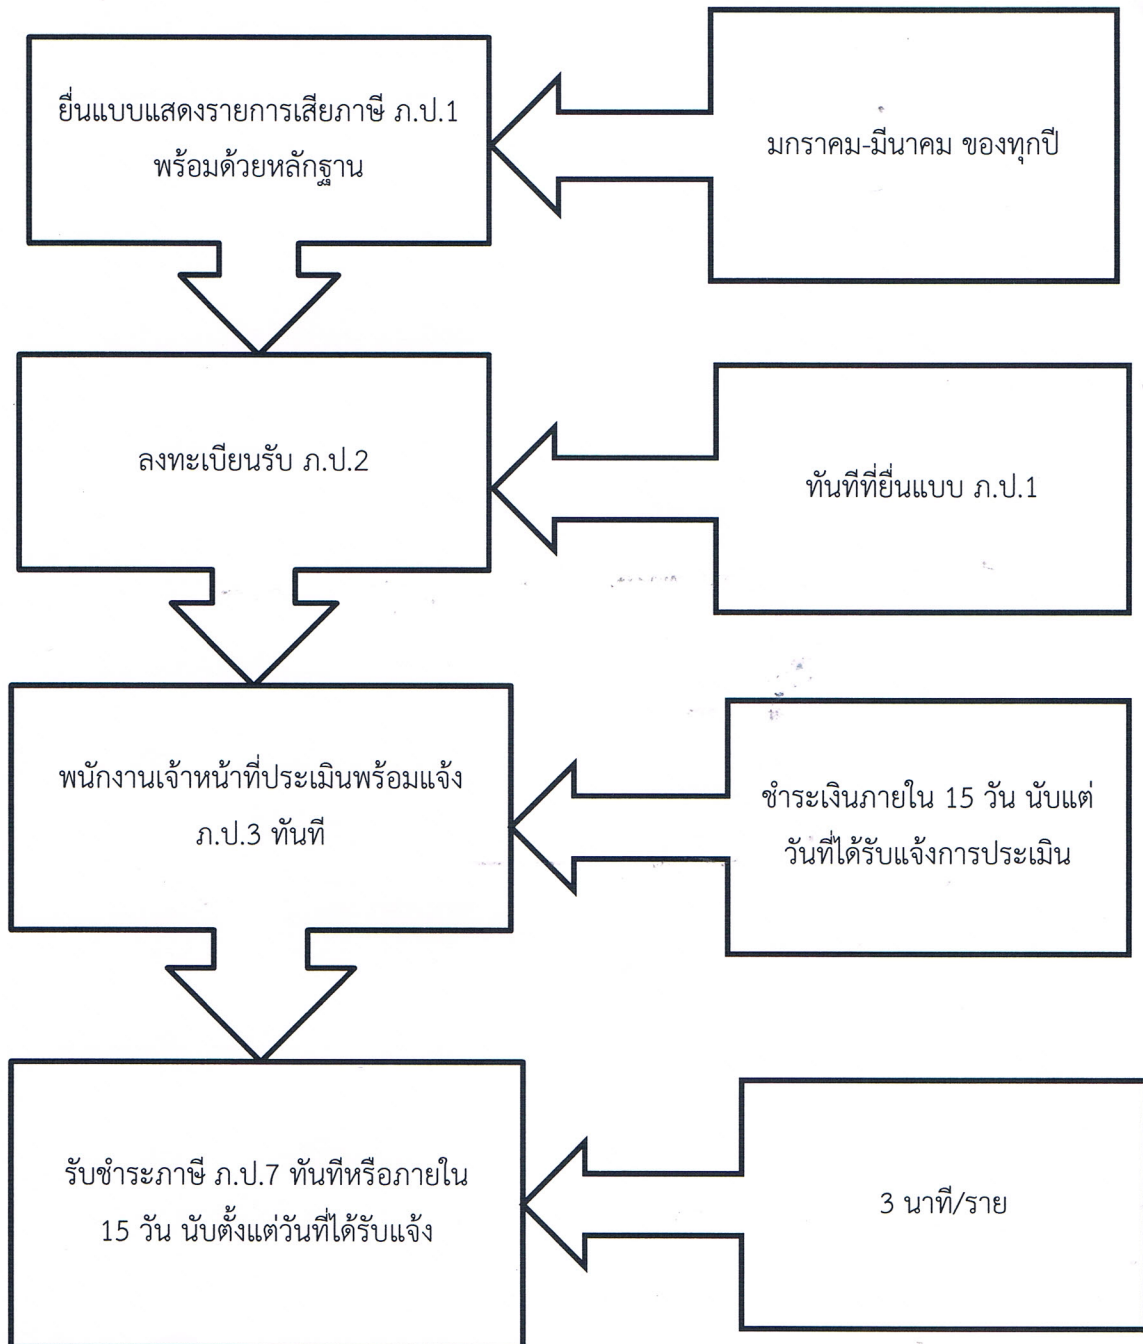 ยื่นแบบแสดงรายการเสียภาษี ภ.ป.1
พร้อมด้วยหลักฐาน
มกราคม-มีนาคม ของทุกปี
ลงทะเบียนรับ ภ.ป.2
ทันทีที่ยื่นแบบ ภ.ป.1
พนักงานเจ้าหน้าที่ประเมินพร้อมแจ้ง
ภ.ป.3 ทันที
ชำระเงินภายใน 15 วัน นับแต่
วันที่ได้รับแจ้งการประเมิน
รับชำระภาษี ภ.ป.7 ทันทีหรือภายใน
15 วัน นับตั้งแต่วันที่ได้รับแจ้ง
3 นาที/ราย